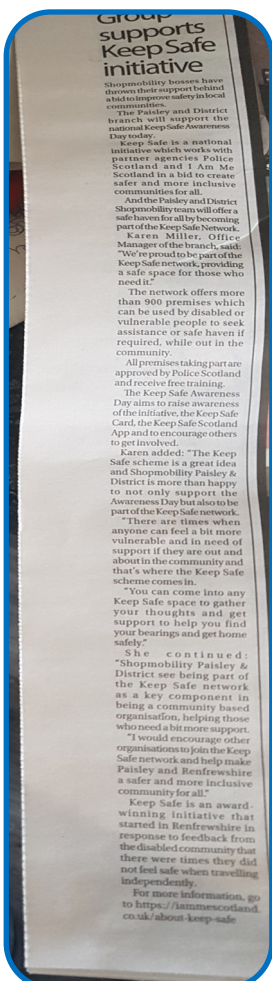 Group
supports
Keep Safe
initiative
Shopmobility bosses have
thrown their support behind
a bid to improve safety in local
communities.
The Paisley and District
branch will support the
national Keep Safe Awareness
Day today.
Keep Safe is a national
initiative which works with
partner agencies Police
Scotland and I Am Me
Scotland in a bid to create
safer and more inclusive
communities for all.
And the Paisley and District
Shopmobility team will offer a
safe haven for all by becoming
part of the Keep Safe Network.
Karen Miller, Office
Manager of the branch, said:
"We're proud to be part of the
Keep Safe network, providing
a safe space for those who
need it."
The network offers more
than 900 premises which
can be used by disabled or
vulnerable people to seek
assistance or safe haven if
required, while out in the
community.
All premises taking part are
approved by Police Scotland
and receive free training.
The Keep Safe Awareness
Day aims to raise awareness
of the initiative, the Keep Safe
Card, the Keep Safe Scotland
App and to encourage others
to get involved.
Karen added: "The Keep
Safe scheme is a great idea
and Shopmobility Paisley &
District is more than happy
to not only support the
Awareness Day but also to be
part of the Keep Safe network.
"There are times when
anyone can feel a bit more
vulnerable and in need of
support if they are out and
about in the community and
that's where the Keep Safe
scheme comes in.
"You can come into any
Keep Safe space to gather
your thoughts and get
support to help you find
your bearings and get home
safely."
She continued:
"Shopmobility Paisley &
District see being part of
the Keep Safe network
as a key component in
being a community based
organisation, helping those
who need a bit more support.
"I would encourage other
organisations to join the Keep
Safe network and help make
Paisley and Renfrewshire
a safer and more inclusive
community for all."
Keep Safe is an award-
winning initiative that
started in Renfrewshire in
response to feedback from
the disabled community that
there were times they did
not feel safe when travelling
independently.
For more information, go
to https://iammescotland.
co.uk/about-keep-safe